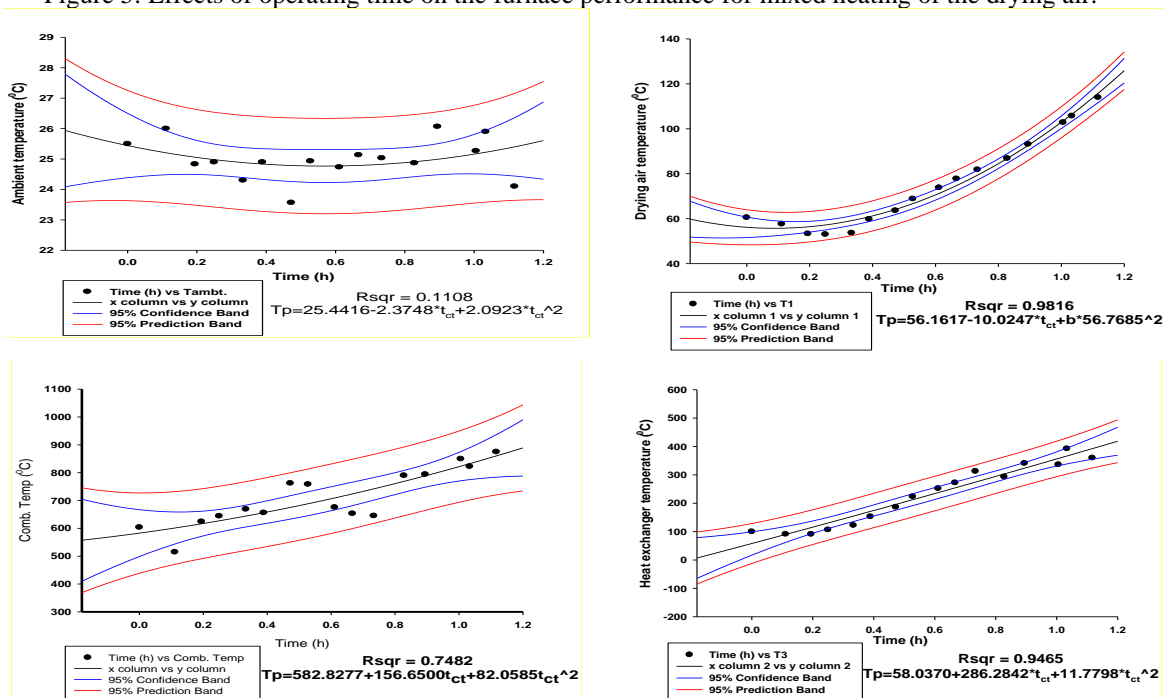 Figure 3: Effects of operating time on the furnace performance for mixed heating of the drying air.
Ambient temperature (⁰C)
29
28
27
26
25
24
23
22
0.0 0.2 0.4 0.6 0.8 1.0 1.2
Time (h)
Time (h) vs Tambt.
x column vs y column
95% Confidence Band
95% Prediction Band
Rsqr = 0.1108
Tp=25.4416-2.3748*t_ct+2.0923*t_ct^2
Drying air temperature (⁰C)
140
120
100
80
60
40
0.0 0.2 0.4 0.6 0.8 1.0 1.2
Time (h)
Time (h) vs T1
x column 1 vs y column 1
95% Confidence Band
95% Prediction Band
Rsqr = 0.9816
Tp=56.1617-10.0247*t_ct+b*56.7685^2
Comb. Temp (⁰C)
1100
1000
900
800
700
600
500
400
300
0.0 0.2 0.4 0.6 0.8 1.0 1.2
Time (h)
Time (h) vs Comb. Temp
x column vs y column
95% Confidence Band
95% Prediction Band
Rsqr = 0.7482
Tp=582.8277+156.6500t_ct+82.0585t_ct^2
Heat exchanger temperature (⁰C)
600
500
400
300
200
100
0
-100
-200
0.0 0.2 0.4 0.6 0.8 1.0 1.2
Time (h)
Time (h) vs T3
x column 2 vs y column 2
95% Confidence Band
95% Prediction Band
Rsqr = 0.9465
Tp=58.0370+286.2842*t_ct+11.7798*t_ct^2